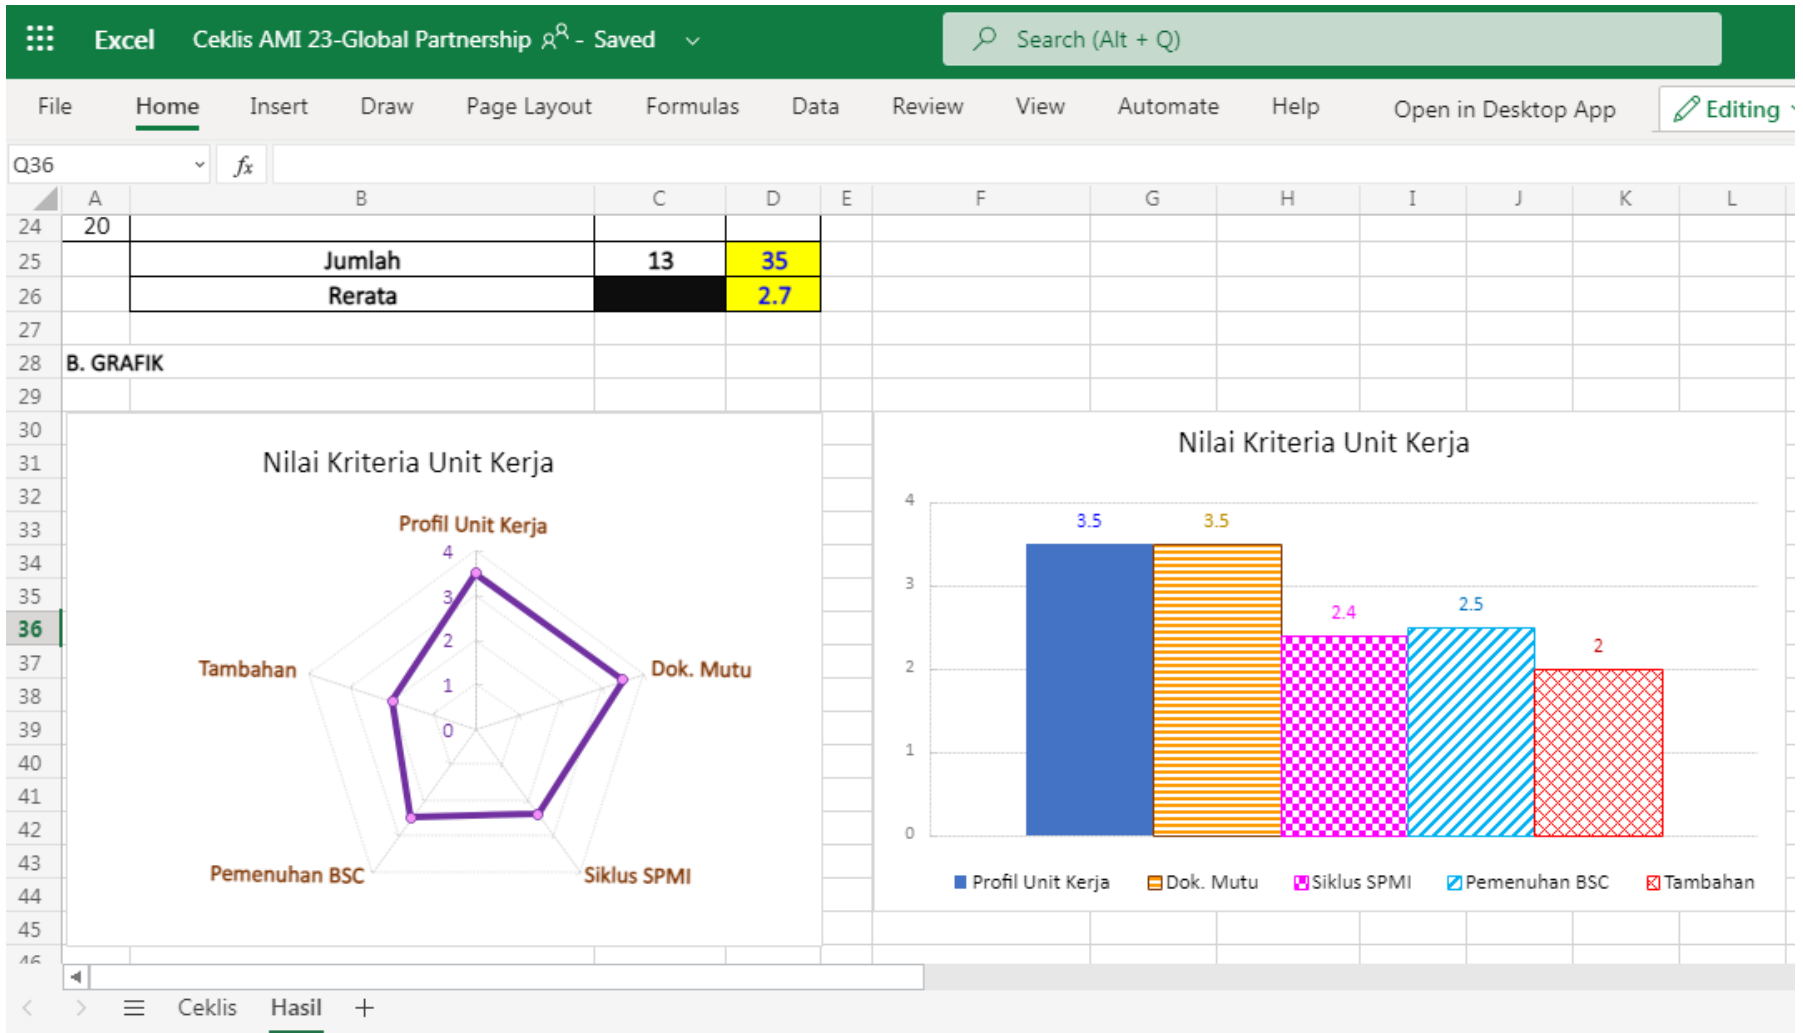 Excel Ceklis AMI 23-Global Partnership - Saved Search (Alt + Q)
File Home Insert Draw Page Layout Formulas Data Review View Automate Help Open in Desktop App Editing
Q36 fx
A B C D E F G H I J K L
24 20
25 Jumlah 13 35
26 Rerata 2.7
27
28 B. GRAFIK
29
30
31
32
33
34
35
36
37
38
39
40
41
42
43
44
45
46
Nilai Kriteria Unit Kerja
Profil Unit Kerja
4
3
2
1
0
Tambahan
Dok. Mutu
Pemenuhan BSC
Siklus SPMI
Nilai Kriteria Unit Kerja
4
3
2
1
0
3.5 3.5 2.4 2.5 2
Profil Unit Kerja Dok. Mutu Siklus SPMI Pemenuhan BSC Tambahan
Ceklis Hasil +